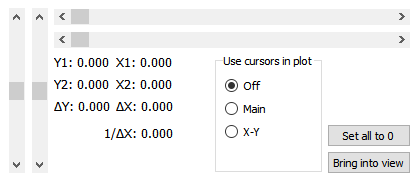 Y1: 0.000 X1: 0.000
Y2: 0.000 X2: 0.000
ΔY: 0.000 ΔX: 0.000
1/ΔX: 0.000
Use cursors in plot
Off
Main
X-Y
Set all to 0
Bring into view